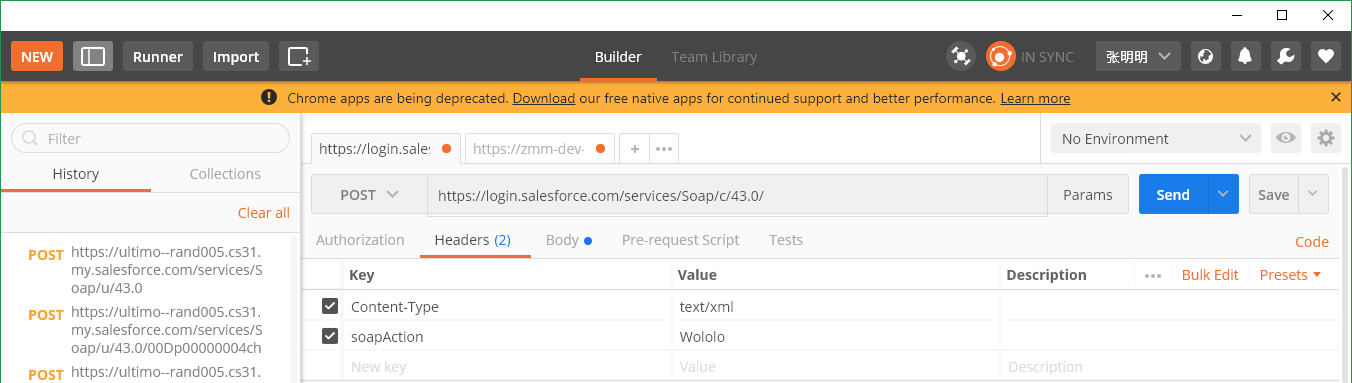 NEW Runner Import Builder Team Library IN SYNC 张明明
Chrome apps are being deprecated. Download our free native apps for continued support and better performance. Learn more
Filter
History Collections
Clear all
POST https://ultimo--rand005.cs31.
my.salesforce.com/services/S
oap/u/43.0
POST https://ultimo--rand005.cs31.
my.salesforce.com/services/S
oap/u/43.0/00Dp00000004ch
POST https://ultimo--rand005.cs31.
https://login.sales https://zmm-dev- + ••• No Environment
POST https://login.salesforce.com/services/Soap/c/43.0/ Params Send Save
Authorization Headers (2) Body Pre-request Script Tests Code
Key Value Description ••• Bulk Edit Presets
Content-Type text/xml
soapAction Wololo
New key Value Description